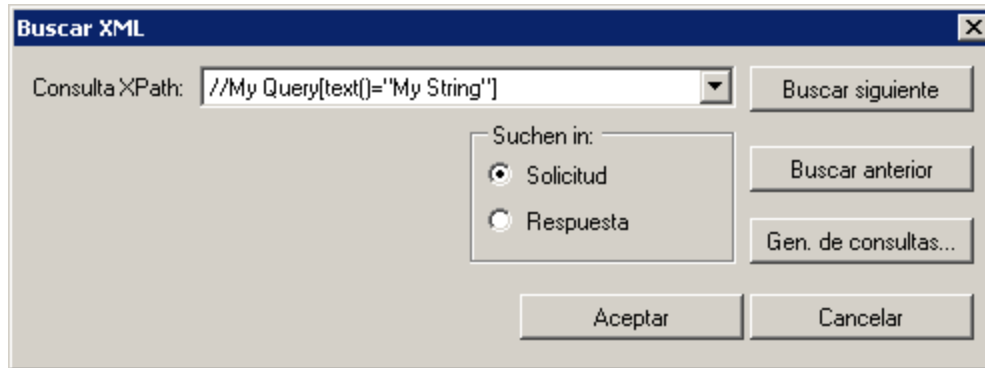 Buscar XML
Consulta XPath: //My Query[text()="My String"] Buscar siguiente
Suchen in:
Solicitud
Buscar anterior
Respuesta
Gen. de consultas...
Aceptar Cancelar